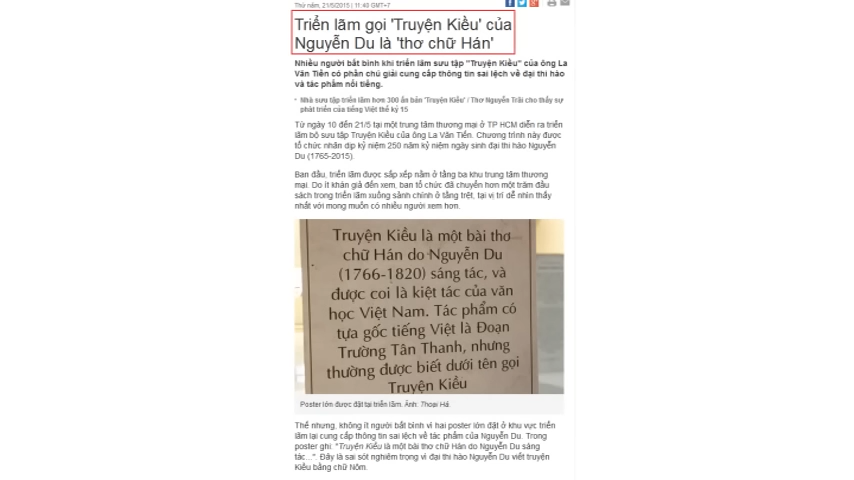 Thứ năm, 21/5/2015 | 11:40 GMT+7
Triển lãm gọi 'Truyện Kiều' của
Nguyễn Du là 'thơ chữ Hán'
Nhiều người bất bình khi triển lãm sưu tập "Truyện Kiều" của ông La
Văn Tiến có phần chú giải cung cấp thông tin sai lệch về đại thi hào
và tác phẩm nổi tiếng.
Nhà sưu tập triển lãm hơn 300 ấn bản 'Truyện Kiều' / Thơ Nguyễn Trãi cho thấy sự
phát triển của tiếng Việt thế kỷ 15
Từ ngày 10 đến 21/5 tại một trung tâm thương mại ở TP HCM diễn ra triển
lãm bộ sưu tập Truyện Kiều của ông La Văn Tiến. Chương trình này được
tổ chức nhân dịp kỷ niệm 250 năm kỷ niệm ngày sinh đại thi hào Nguyễn
Du (1765-2015).
Ban đầu, triển lãm được sắp xếp nằm ở tầng ba khu trung tâm thương
mại. Do ít khán giả đến xem, ban tổ chức đã chuyển hơn một trăm đầu
sách trong triển lãm xuống sảnh chính ở tầng trệt, tại vị trí dễ nhìn thấy
nhất với mong muốn có nhiều người xem hơn.
Truyện Kiều là một bài thơ
chữ Hán do Nguyễn Du
(1766-1820) sáng tác, và
được coi là kiệt tác của văn
học Việt Nam. Tác phẩm có
tựa gốc tiếng Việt là Đoạn
Trường Tân Thanh, nhưng
thường được biết dưới tên gọi
Truyện Kiều
Poster lớn được đặt tại triển lãm. Ảnh: Thoại Hà.
Thế nhưng, không ít người bất bình vì hai poster lớn đặt ở khu vực triển
lãm lại cung cấp thông tin sai lệch về tác phẩm của Nguyễn Du. Trong
poster ghi: "Truyện Kiều là một bài thơ chữ Hán do Nguyễn Du sáng
tác...". Đây là sai sót nghiêm trọng vì đại thi hào Nguyễn Du viết truyện
Kiều bằng chữ Nôm.